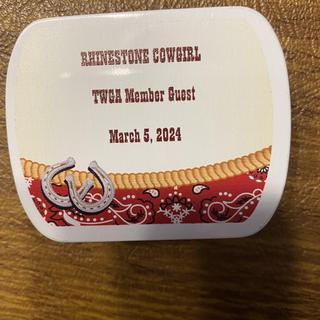 RHINESTONE COWGIRL
TWGA Member Guest
March 5, 2024